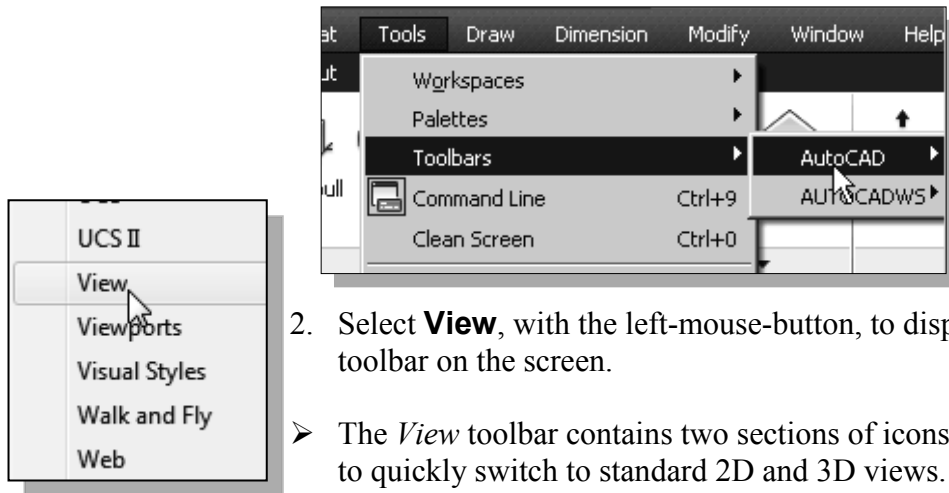 Tools Draw Dimension Modify Window Help
Workspaces
Palettes
Toolbars
AutoCAD
Command Line Ctrl+9
AUTOCADWS
Clean Screen Ctrl+0
UCS II
View
Viewports
Visual Styles
Walk and Fly
Web
2. Select View, with the left-mouse-button, to
toolbar on the screen.
➢ The View toolbar contains two sections of icons
to quickly switch to standard 2D and 3D views.